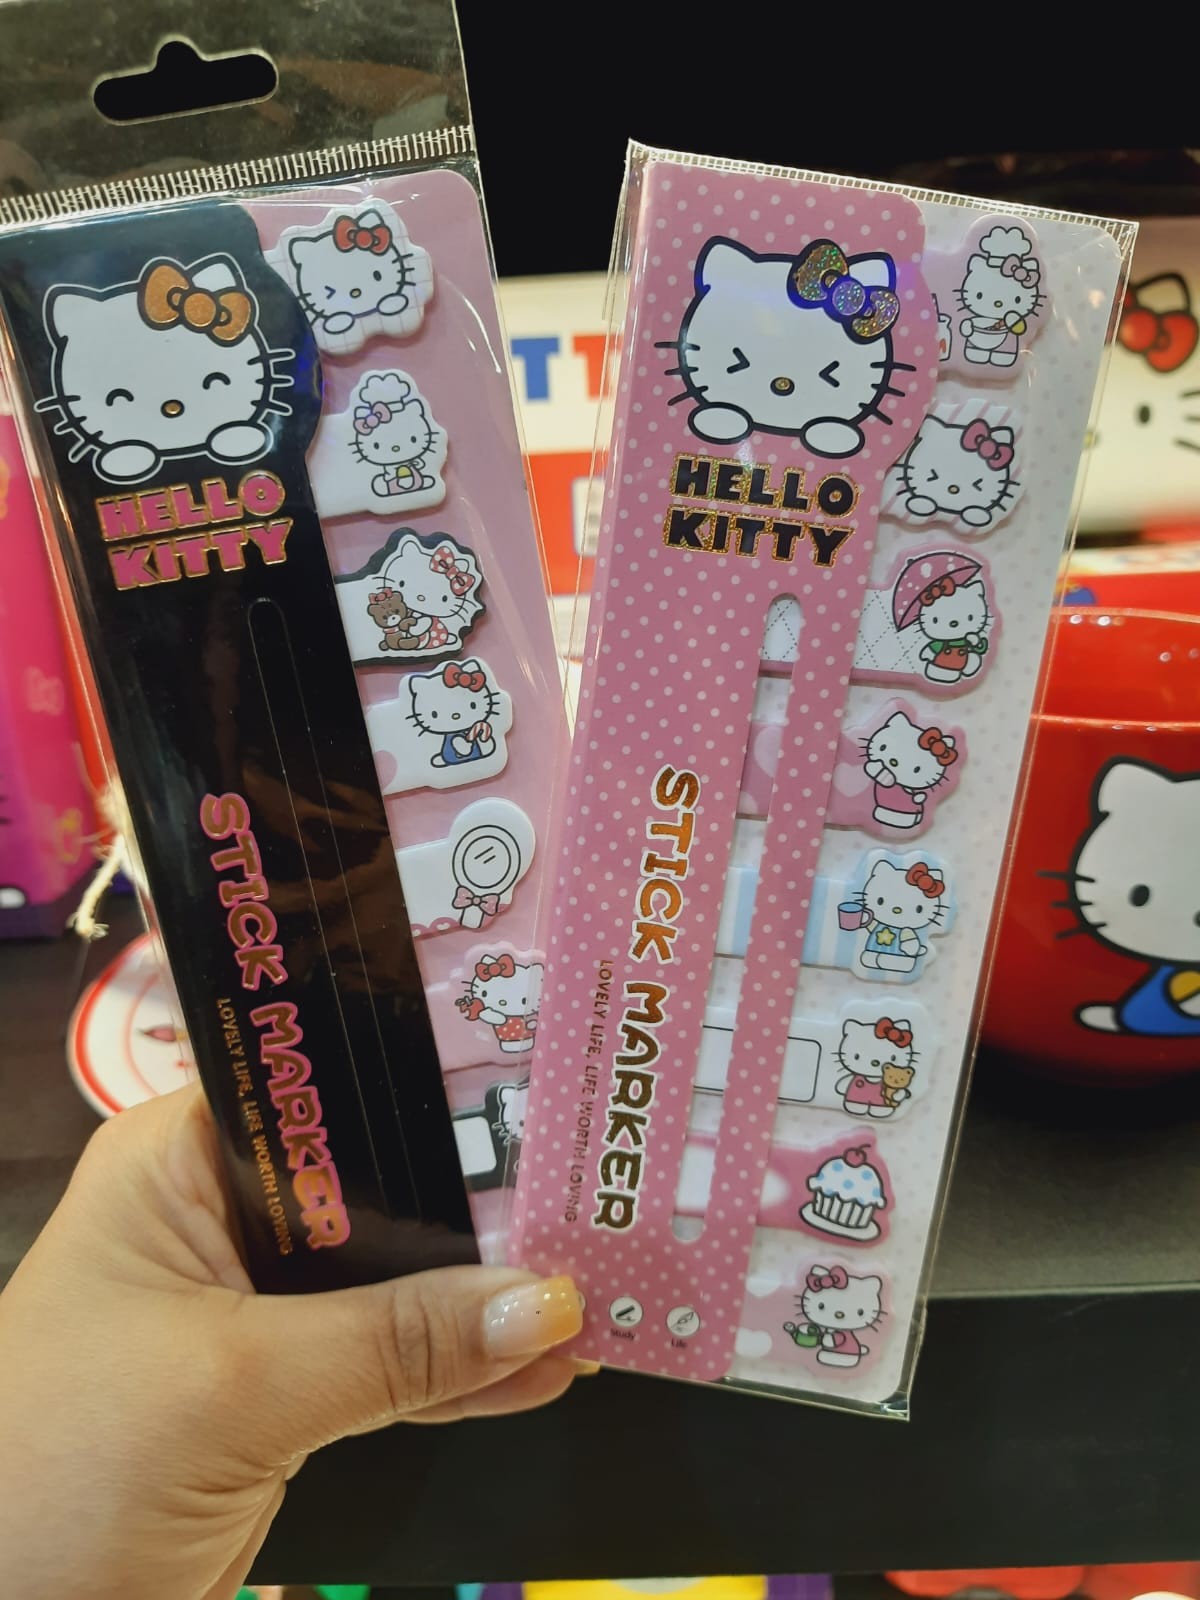 HELLO
KITTY
STICK MARKER
LOVELY LIFE, LIFE WORTH LOVING
HELLO
KITTY
STICK MARKER
LOVELY LIFE, LIFE WORTH LOVING
Study
Life